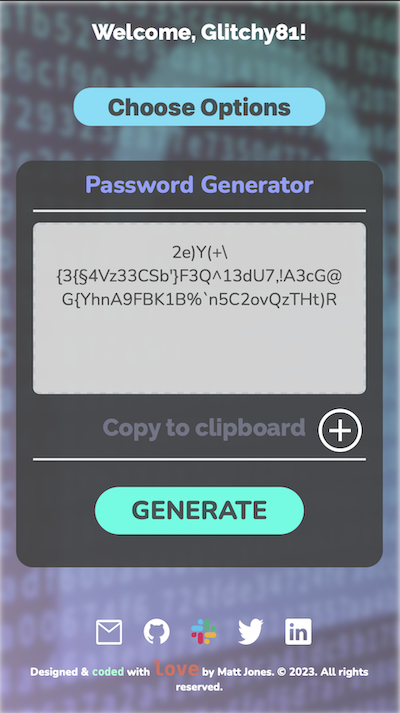 Welcome, Glitchy81!
Choose Options
Password Generator
2e)Y(+\
{3{§4Vz33CSb'}F3Q^13dU7,!A3cG@
G{YhnA9FBK1B%`n5C2ovQzTHt)R
Copy to clipboard
GENERATE
Designed & coded with love by Matt Jones. © 2023. All rights
reserved.